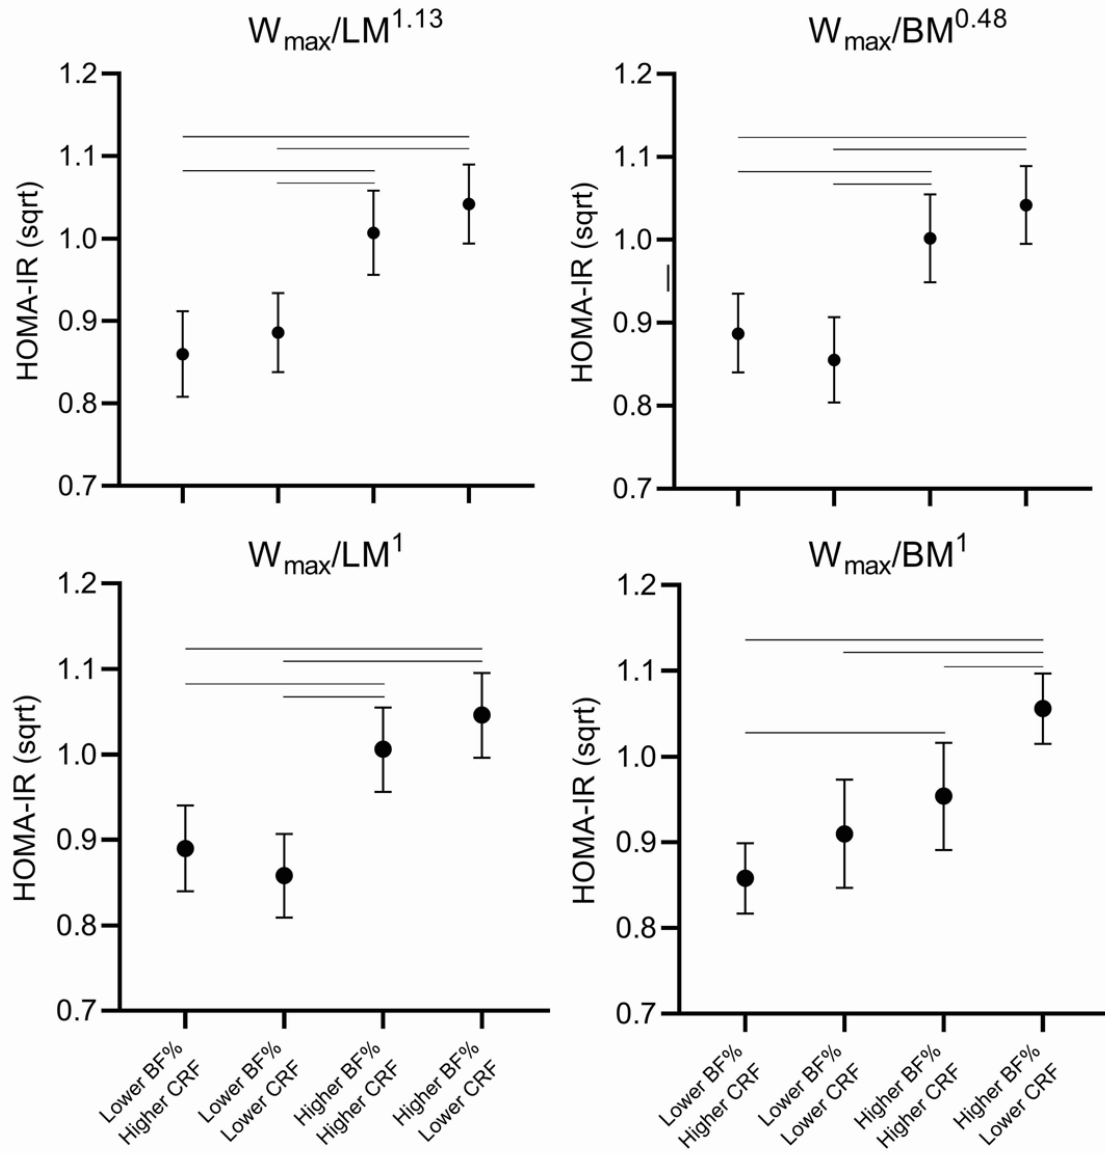 Wmax/LM1.13
HOMA-IR (sqrt)
1.2
1.1
1.0
0.9
0.8
0.7
Wmax/BM0.48
HOMA-IR (sqrt)
1.2
1.1
1.0
0.9
0.8
0.7
Wmax/LM1
HOMA-IR (sqrt)
1.2
1.1
1.0
0.9
0.8
0.7
Lower BF%
Higher CRF
Lower BF%
Lower CRF
Higher BF%
Higher CRF
Higher BF%
Lower CRF
Wmax/BM1
HOMA-IR (sqrt)
1.2
1.1
1.0
0.9
0.8
0.7
Lower BF%
Higher CRF
Lower BF%
Lower CRF
Higher BF%
Higher CRF
Higher BF%
Lower CRF